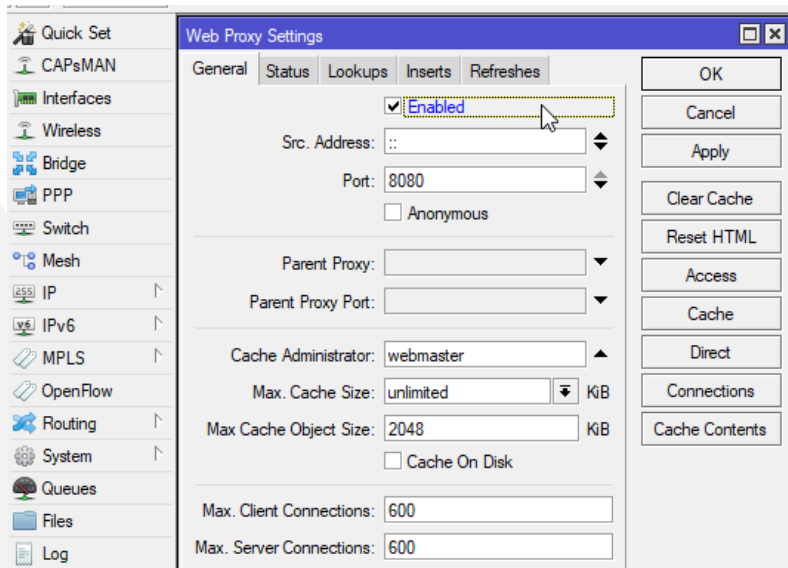 Quick Set
CAPsMAN
Interfaces
Wireless
Bridge
PPP
Switch
Mesh
255 IP
v6 IPv6
MPLS
OpenFlow
Routing
System
Queues
Files
Log
Web Proxy Settings
General Status Lookups Inserts Refreshes
Enabled
Src. Address: ::
Port: 8080
Anonymous
Parent Proxy:
Parent Proxy Port:
Cache Administrator: webmaster
Max. Cache Size: unlimited KiB
Max Cache Object Size: 2048 KiB
Cache On Disk
Max. Client Connections: 600
Max. Server Connections: 600
OK
Cancel
Apply
Clear Cache
Reset HTML
Access
Cache
Direct
Connections
Cache Contents